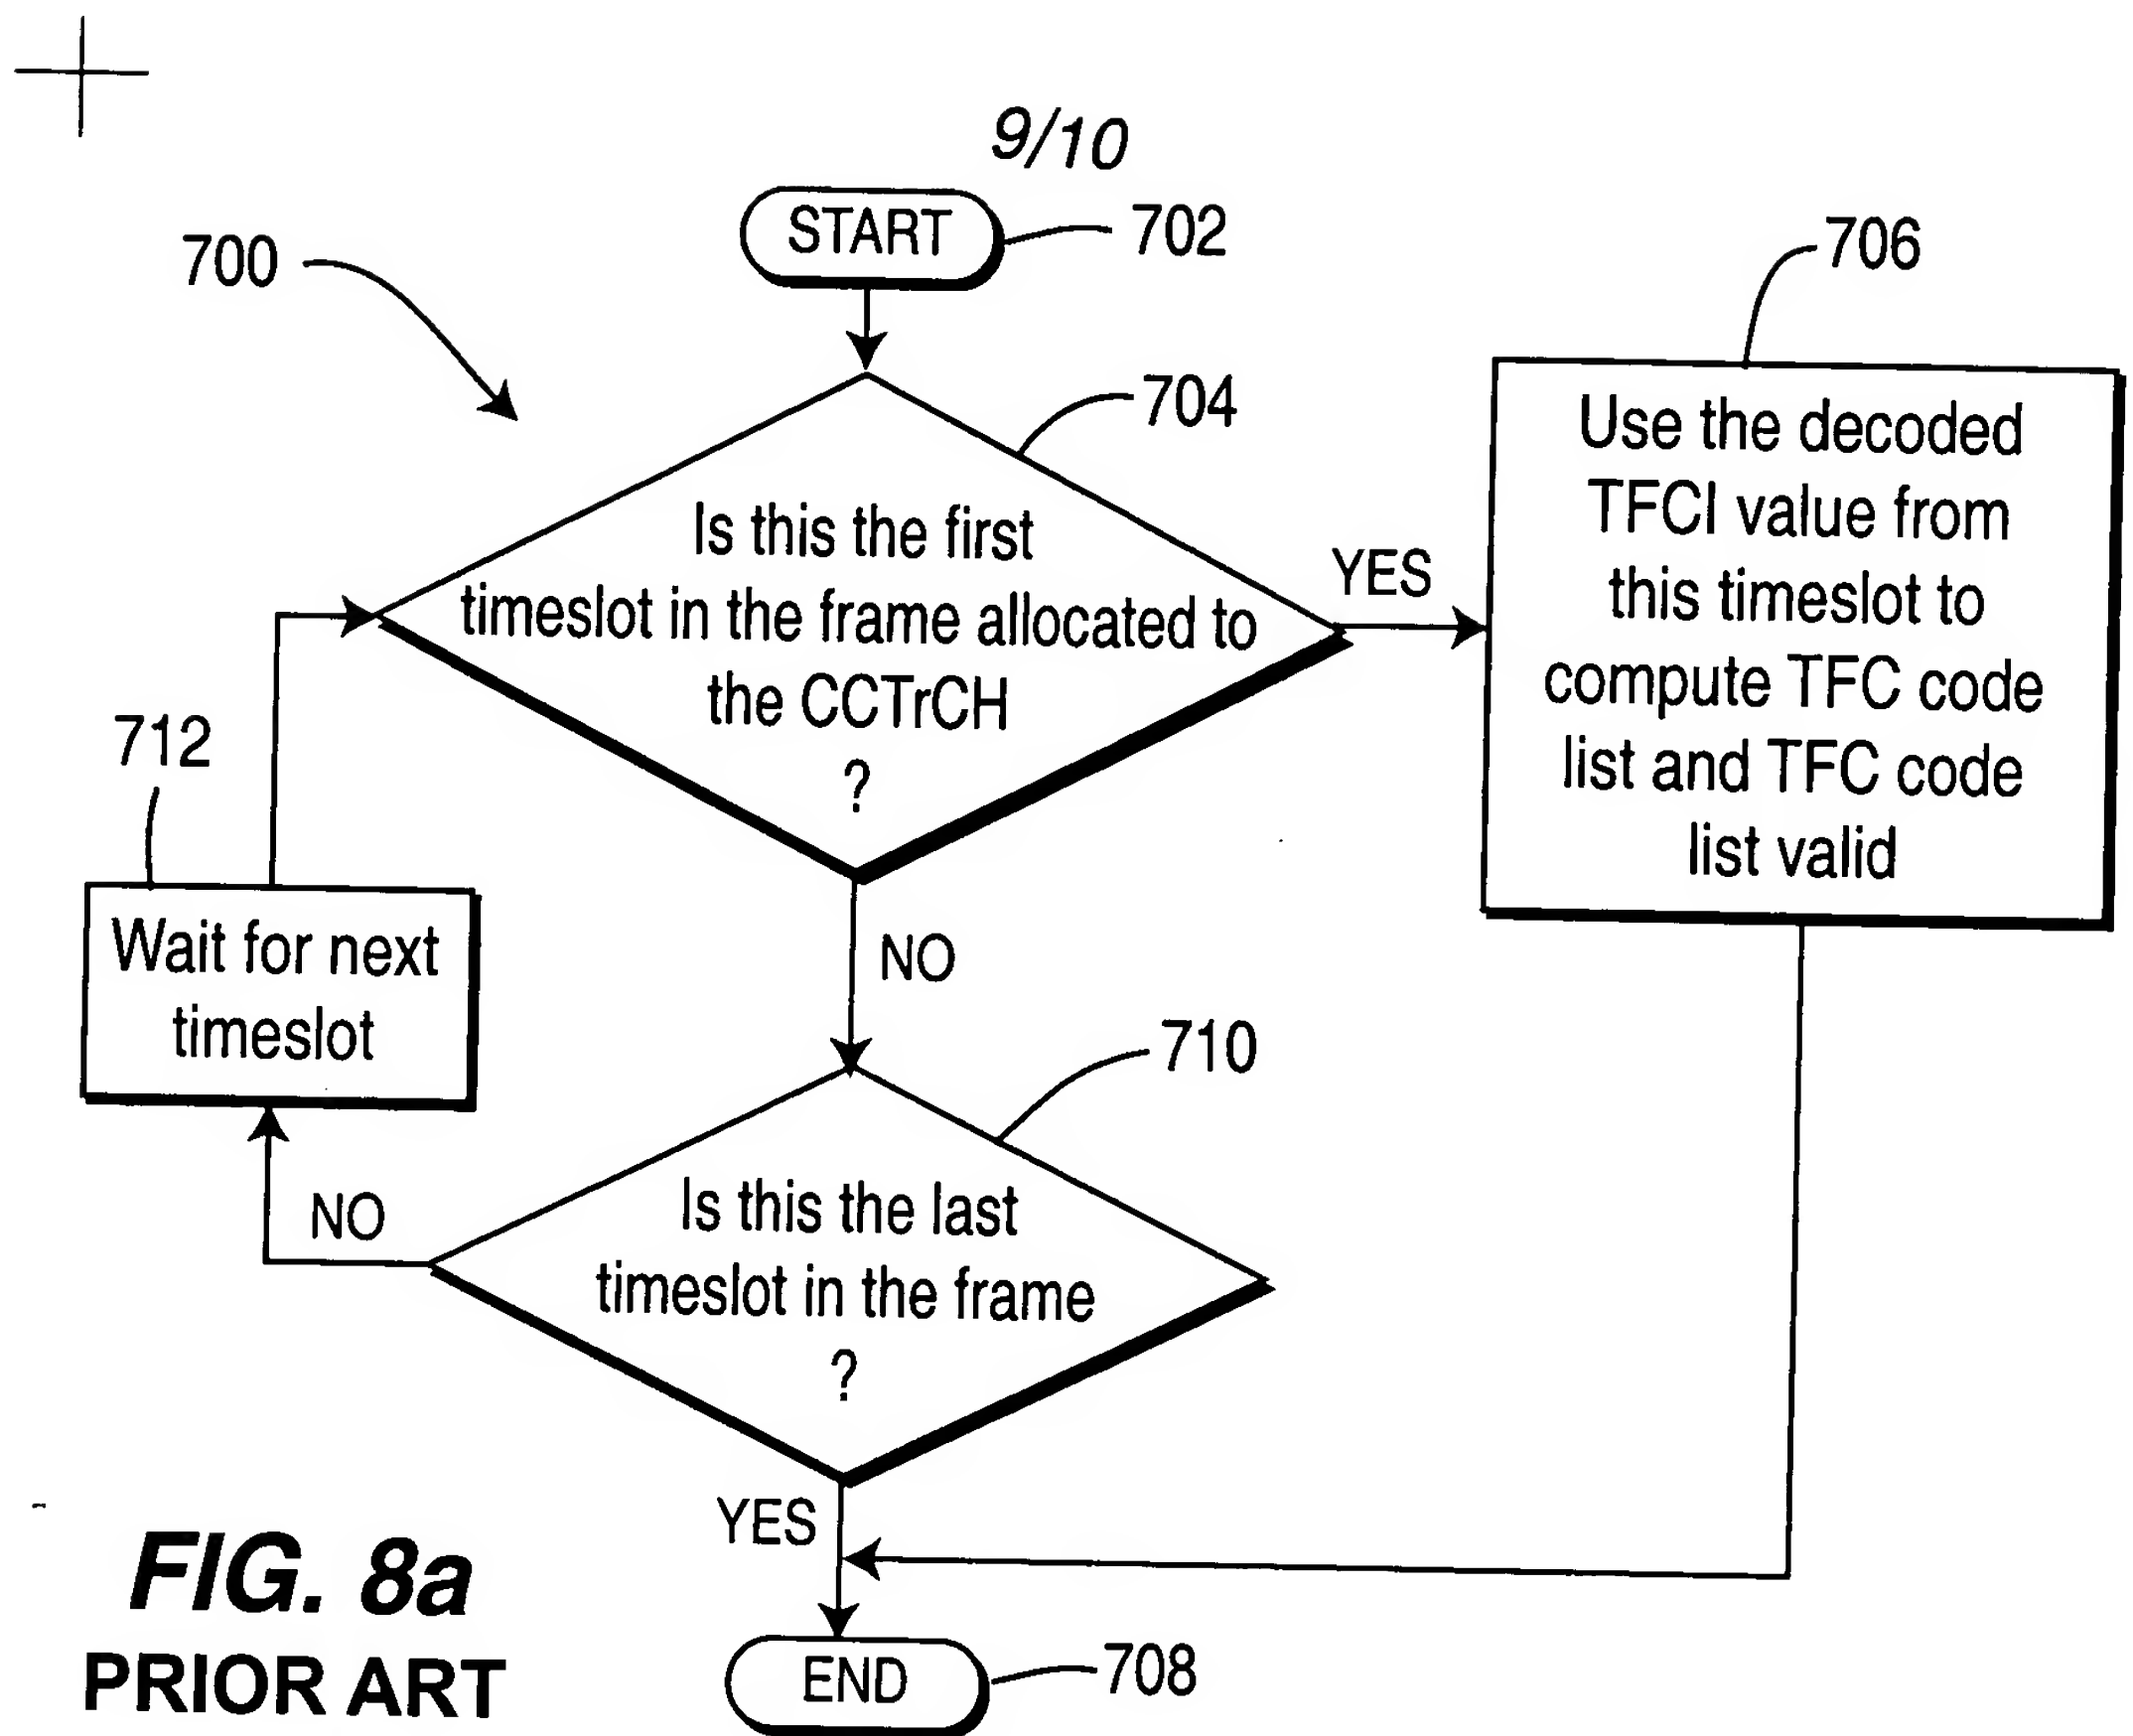 9/10
START
702
700
706
704
Is this the first
timeslot in the frame allocated to
the CCTrCH
?
YES
Use the decoded
TFCI value from
this timeslot to
compute TFC code
list and TFC code
list valid
712
Wait for next
timeslot
NO
710
Is this the last
timeslot in the frame
?
NO
YES
FIG. 8a
PRIOR ART
END
708